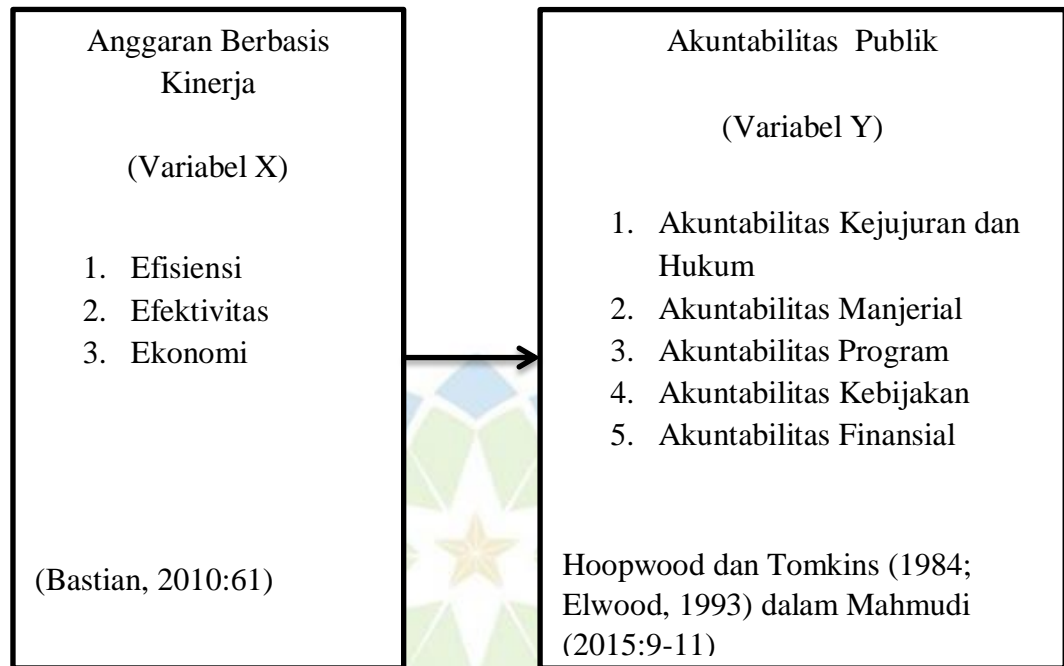 Anggaran Berbasis
Kinerja
(Variabel X)
1. Efisiensi
2. Efektivitas
3. Ekonomi
(Bastian, 2010:61)
Akuntabilitas Publik
(Variabel Y)
1. Akuntabilitas Kejujuran dan
Hukum
2. Akuntabilitas Manjerial
3. Akuntabilitas Program
4. Akuntabilitas Kebijakan
5. Akuntabilitas Finansial
Hoopwood dan Tomkins (1984;
Elwood, 1993) dalam Mahmudi
(2015:9-11)